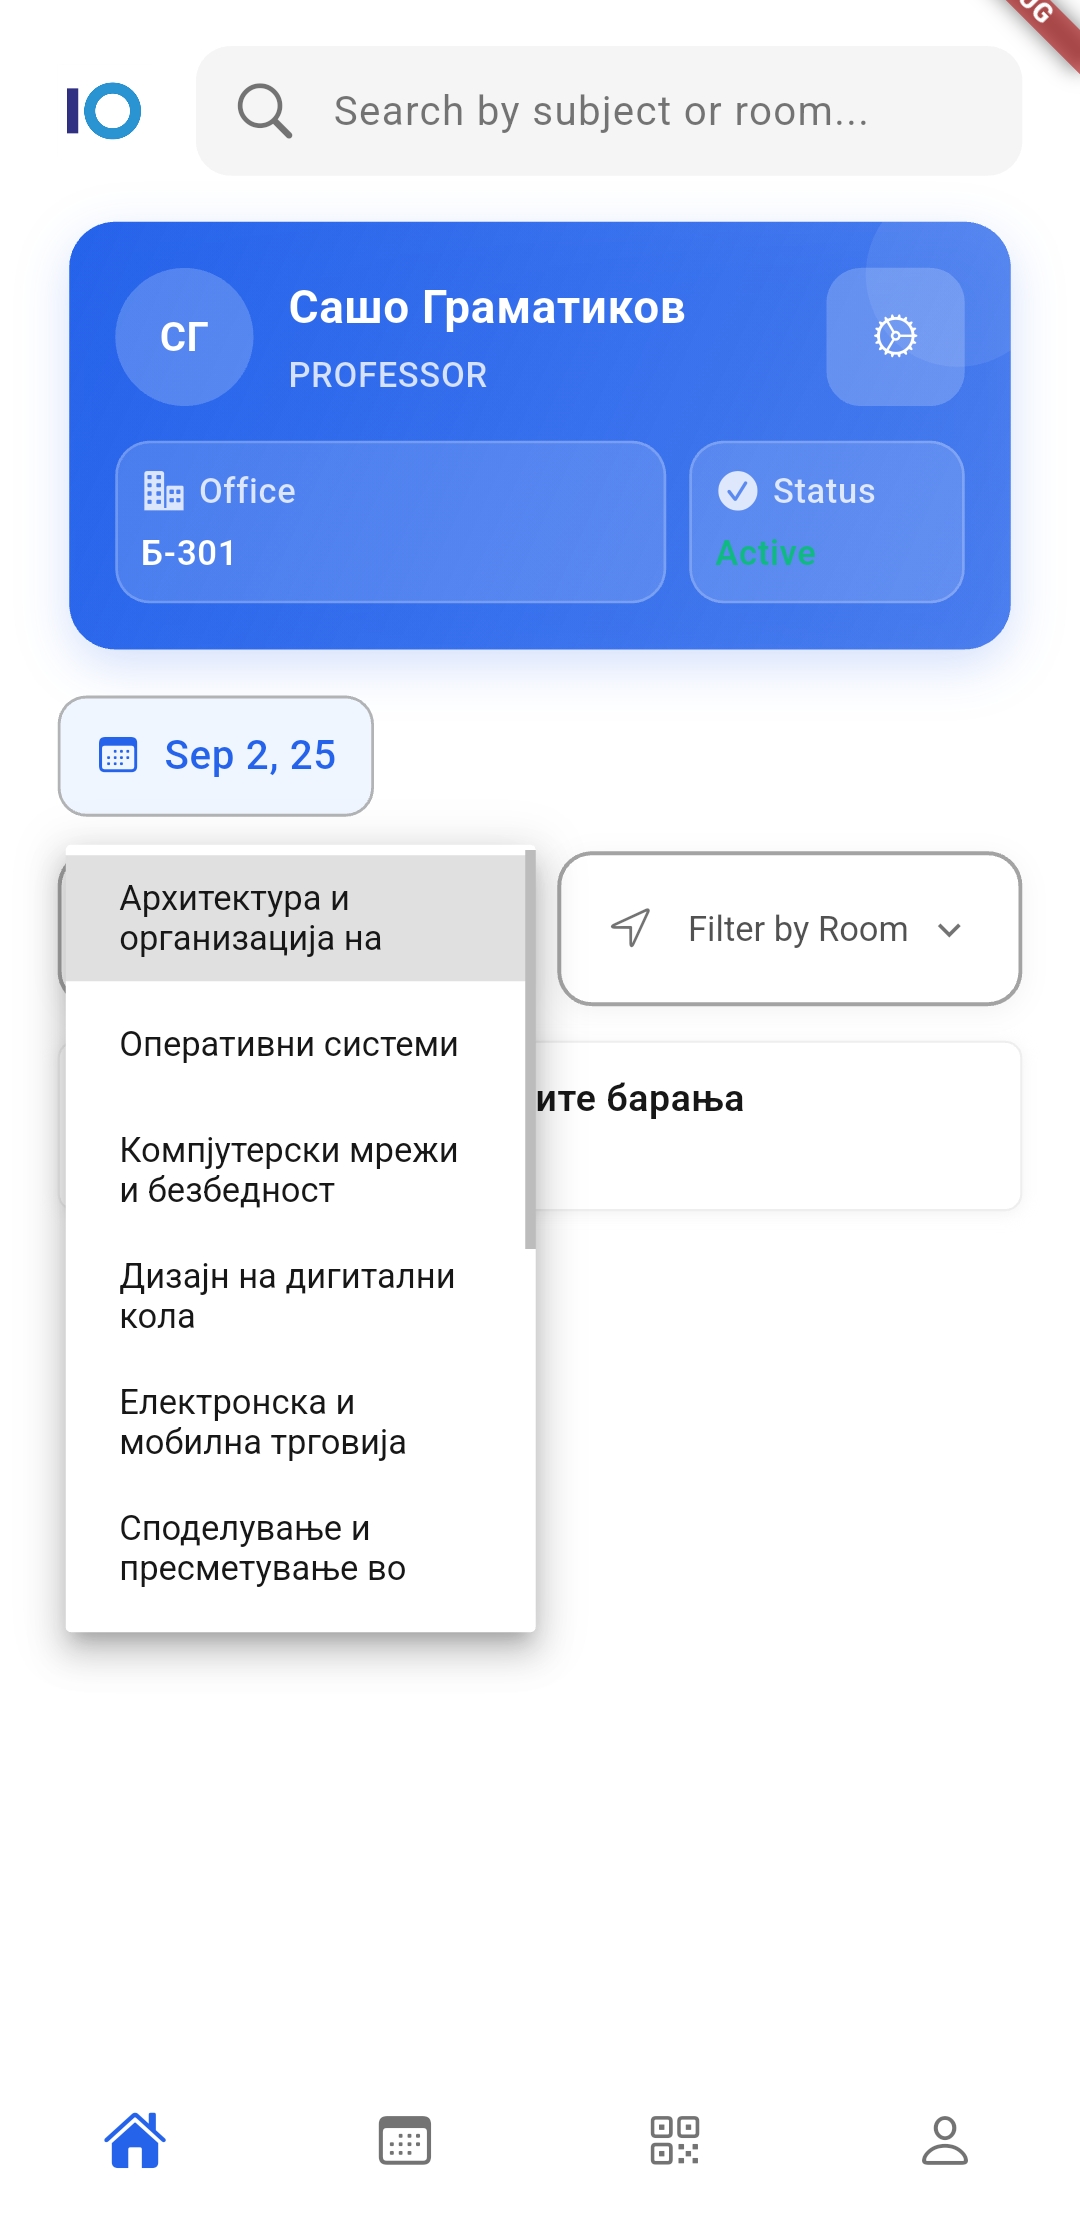 UG
IO
Search by subject or room...
СГ
Сашо Граматиков
PROFESSOR
Office
Б-301
Status
Active
Sep 2, 25
Filter by Room
Архитектура и
организација на
Оперативни системи
ите барања
Компјутерски мрежи
и безбедност
Дизајн на дигитални
кола
Електронска и
мобилна трговија
Споделување и
пресметување во